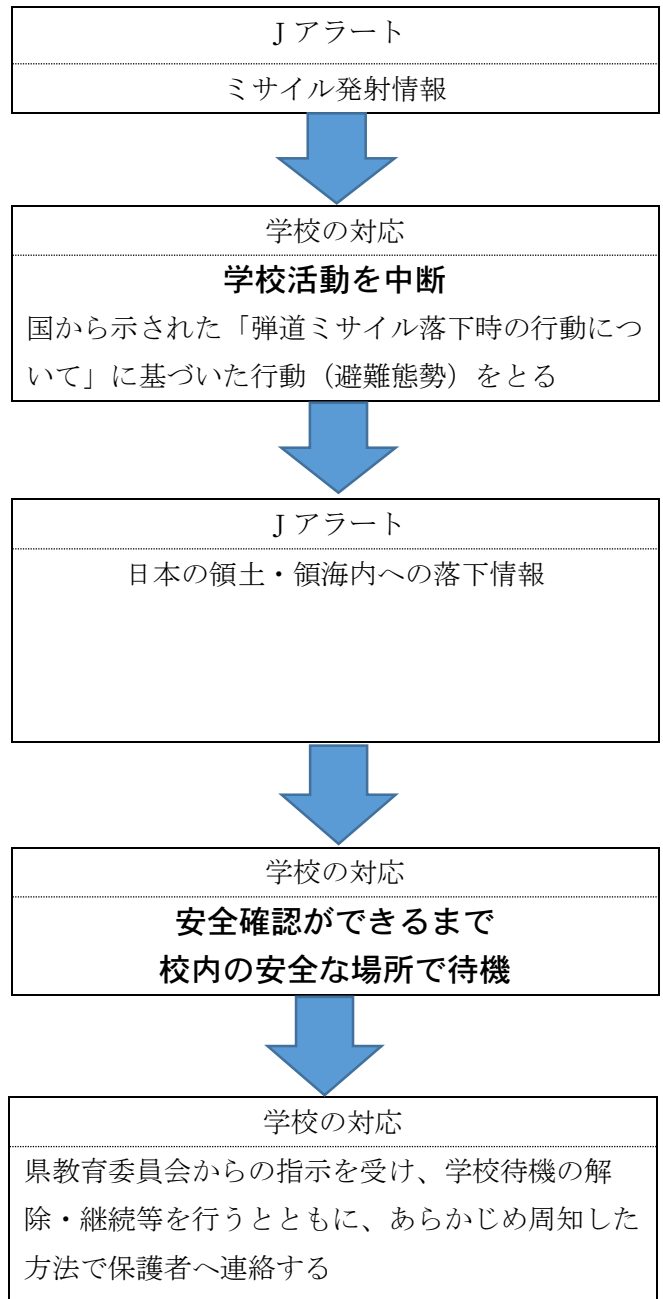 Jアラート
ミサイル発射情報
学校の対応
学校活動を中断
国から示された「弾道ミサイル落下時の行動につ
いて」に基づいた行動（避難態勢）をとる
Jアラート
日本の領土・領海内への落下情報
学校の対応
安全確認ができるまで
校内の安全な場所で待機
学校の対応
県教育委員会からの指示を受け、学校待機の解
除・継続等を行うとともに、あらかじめ周知した
方法で保護者へ連絡する